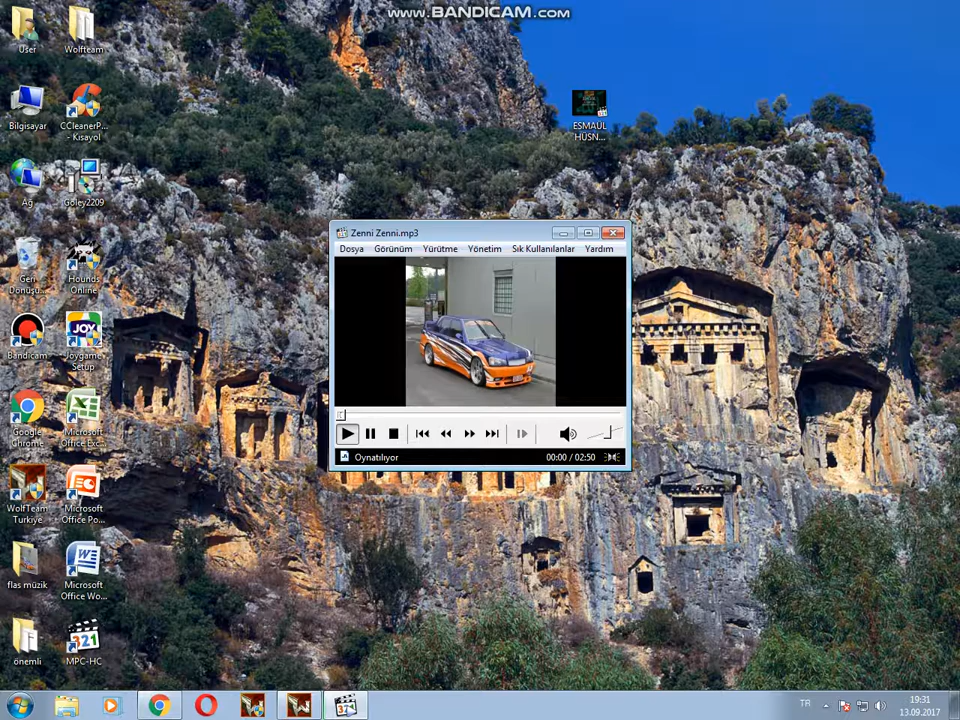 www.BANDICAM.com
User
Wolfteam
Bilgisayar
CCleanerP...
- Kısayol
ESMAUL
HÜSN...
Ağ
Goley2209
Zenni Zenni.mp3
Dosya Görünüm Yürütme Yönetim Sık Kullanılanlar Yardım
Geri
Dönüşü...
Hounds
Online
Bandicam
JOY
Joygame
Setup
Google
Chrome
Microsoft
Office Exc...
Oynatılıyor
00:00 / 02:50
WolfTeam
Turkiye
Microsoft
Office Po...
flas müzik
Microsoft
Office Wo...
önemli
321
MPC-HC
TR
19:31
13.09.2017